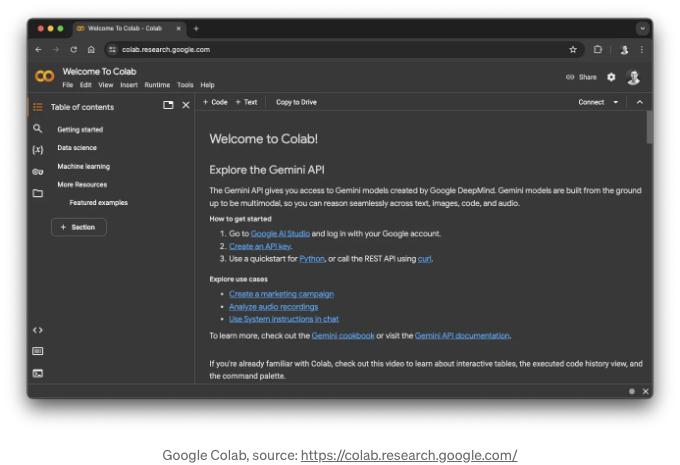 Welcome To Colab - Colab
colab.research.google.com
Welcome To Colab
File Edit View Insert Runtime Tools Help
Share
Table of contents
+ Code + Text Copy to Drive
Connect
Getting started
Data science
Machine learning
More Resources
Featured examples
+ Section
Welcome to Colab!
Explore the Gemini API
The Gemini API gives you access to Gemini models created by Google DeepMind. Gemini models are built from the ground
up to be multimodal, so you can reason seamlessly across text, images, code, and audio.
How to get started
1. Go to Google AI Studio and log in with your Google account.
2. Create an API key.
3. Use a quickstart for Python, or call the REST API using curl.
Explore use cases
• Create a marketing campaign
• Analyze audio recordings
• Use System instructions in chat
To learn more, check out the Gemini cookbook or visit the Gemini API documentation.
If you're already familiar with Colab, check out this video to learn about interactive tables, the executed code history view, and
the command palette.
Google Colab, source: https://colab.research.google.com/